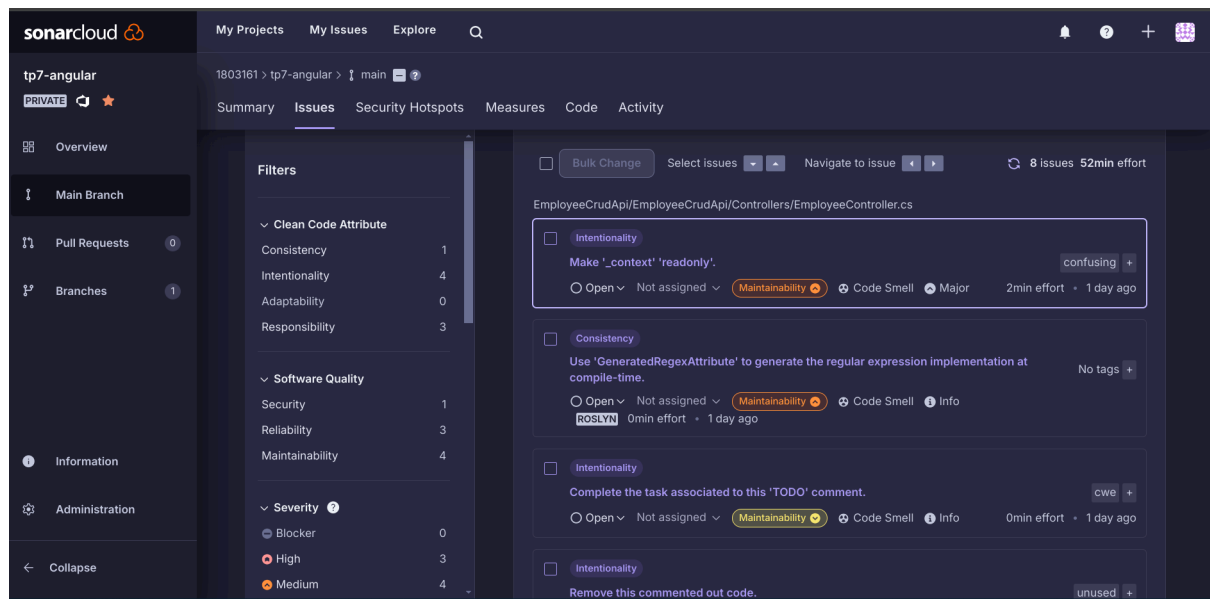 sonarcloud
My Projects My Issues Explore
tp7-angular
PRIVATE
1803161 > tp7-angular > main ?
Summary Issues Security Hotspots Measures Code Activity
Overview
Main Branch
Pull Requests 0
Branches 1
Information
Administration
Collapse
Filters
Clean Code Attribute
Consistency 1
Intentionality 4
Adaptability 0
Responsibility 3
Software Quality
Security 1
Reliability 3
Maintainability 4
Severity ?
Blocker 0
High 3
Medium 4
Bulk Change Select issues Navigate to issue 8 issues 52min effort
EmployeeCrudApi/EmployeeCrudApi/Controllers/EmployeeController.cs
Intentionality
Make '_context' 'readonly'.
confusing +
Open Not assigned Maintainability Code Smell Major 2min effort • 1 day ago
Consistency
Use 'GeneratedRegexAttribute' to generate the regular expression implementation at
compile-time.
No tags +
Open Not assigned Maintainability Code Smell Info
ROSLYN 0min effort • 1 day ago
Intentionality
Complete the task associated to this 'TODO' comment.
cwe +
Open Not assigned Maintainability Code Smell Info 0min effort • 1 day ago
Intentionality
Remove this commented out code.
unused +